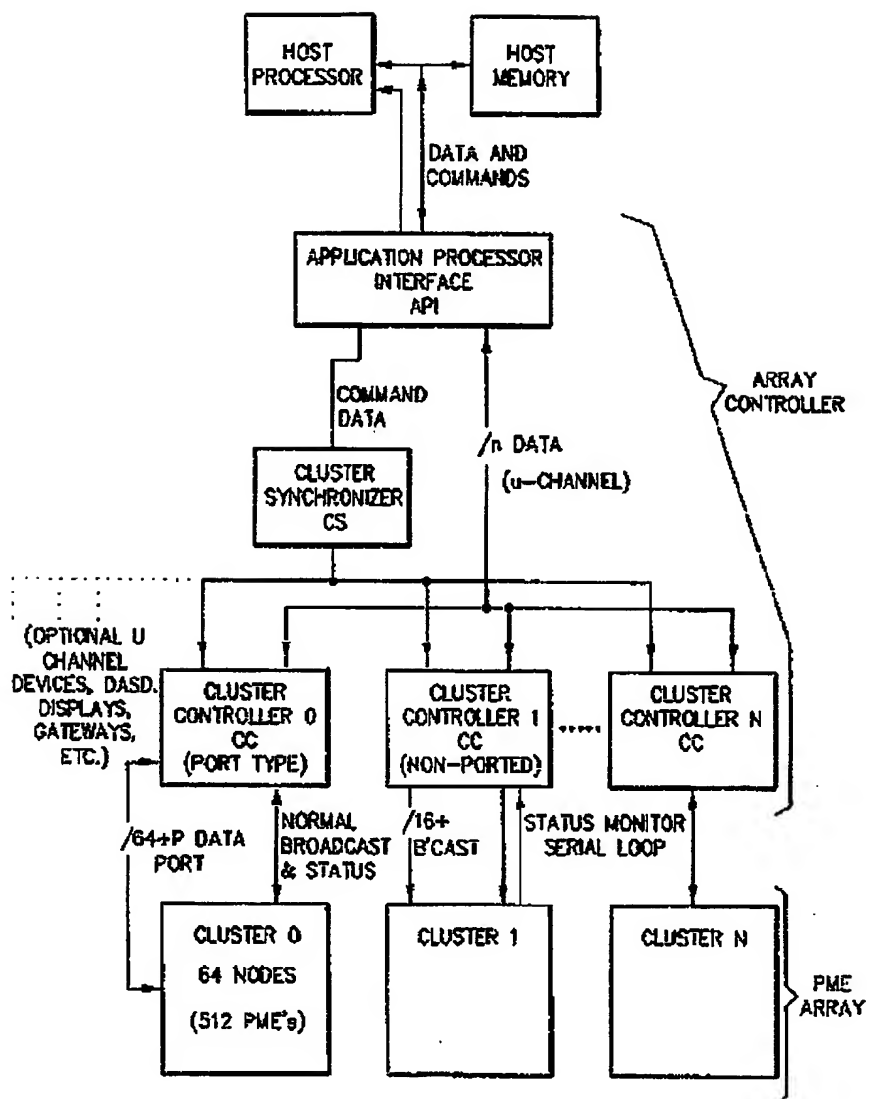 HOST
PROCESSOR
HOST
MEMORY
DATA AND
COMMANDS
APPLICATION PROCESSOR
INTERFACE
API
ARRAY
CONTROLLER
COMMAND
DATA
/n DATA
(u-CHANNEL)
CLUSTER
SYNCHRONIZER
CS
(OPTIONAL U
CHANNEL
DEVICES, DASD.
DISPLAYS,
GATEWAYS,
ETC.)
CLUSTER
CONTROLLER 0
CC
(PORT TYPE)
CLUSTER
CONTROLLER 1
CC
(NON-PORTED)
CLUSTER
CONTROLLER N
CC
/64+P DATA
PORT
NORMAL
BROADCAST
& STATUS
/16+
B'CAST
STATUS MONITOR
SERIAL LOOP
CLUSTER 0
64 NODES
(512 PME's)
CLUSTER 1
CLUSTER N
PME
ARRAY